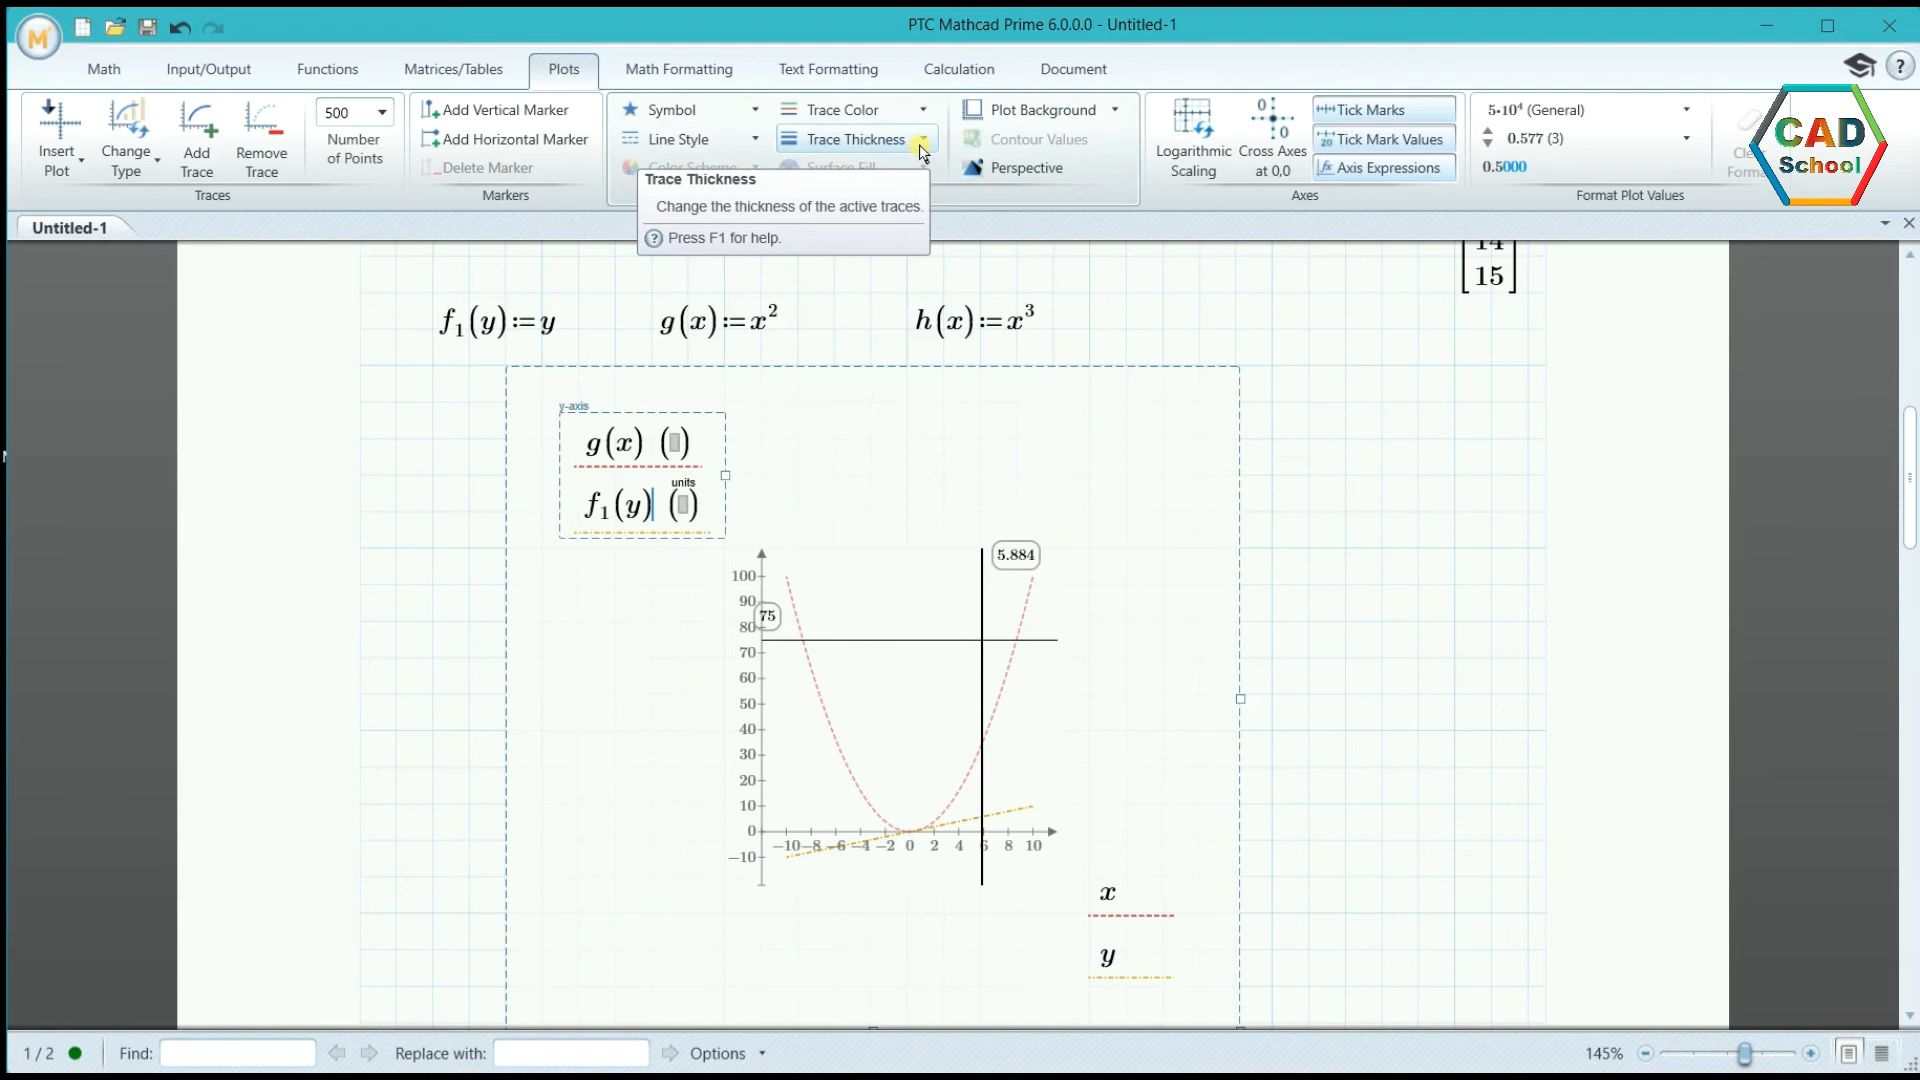 PTC Mathcad Prime 6.0.0.0 - Untitled-1
Math Input/Output Functions Matrices/Tables Plots Math Formatting Text Formatting Calculation Document
Insert Plot
Change Type
Add Trace
Remove Trace
500
Number of Points
Traces
Add Vertical Marker
Add Horizontal Marker
Delete Marker
Markers
Symbol
Line Style
Color Scheme
Trace Color
Trace Thickness
Surface Fill
Plot Background
Contour Values
Perspective
Trace Thickness
Change the thickness of the active traces.
Press F1 for help.
Logarithmic Scaling
Cross Axes at 0,0
Tick Marks
Tick Mark Values
Axis Expressions
Axes
5•10⁴ (General)
0.577 (3)
0.5000
Format Plot Values
CAD
School
Untitled-1
14
15
f₁(y):=y g(x):=x² h(x):=x³
y-axis
g(x) ()
units
f₁(y) ()
5.884
75
100
90
80
70
60
50
40
30
20
10
0
−10
−10 −8 −6 −4 −2 0 2 4 6 8 10
x
y
1 / 2 Find: Replace with: Options 145%